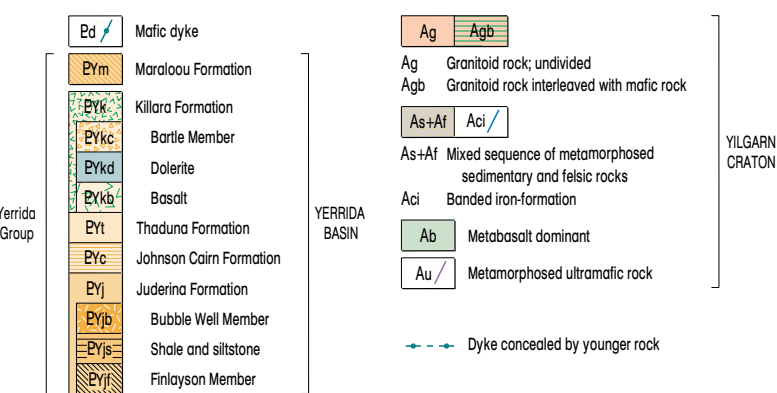 Pd Mafic dyke
PYm Maraloou Formation
PYk Killara Formation
PYkc Bartle Member
PYkd Dolerite
PYkb Basalt
PYt Thaduna Formation
PYc Johnson Cairn Formation
PYj Juderina Formation
PYjb Bubble Well Member
PYjs Shale and siltstone
PYjf Finlayson Member
Yerrida
Group
YERRIDA
BASIN
Ag Agb
Ag Granitoid rock; undivided
Agb Granitoid rock interleaved with mafic rock
As+Af Aci
As+Af Mixed sequence of metamorphosed
sedimentary and felsic rocks
Aci Banded iron-formation
Ab Metabasalt dominant
Au Metamorphosed ultramafic rock
YILGARN
CRATON
Dyke concealed by younger rock